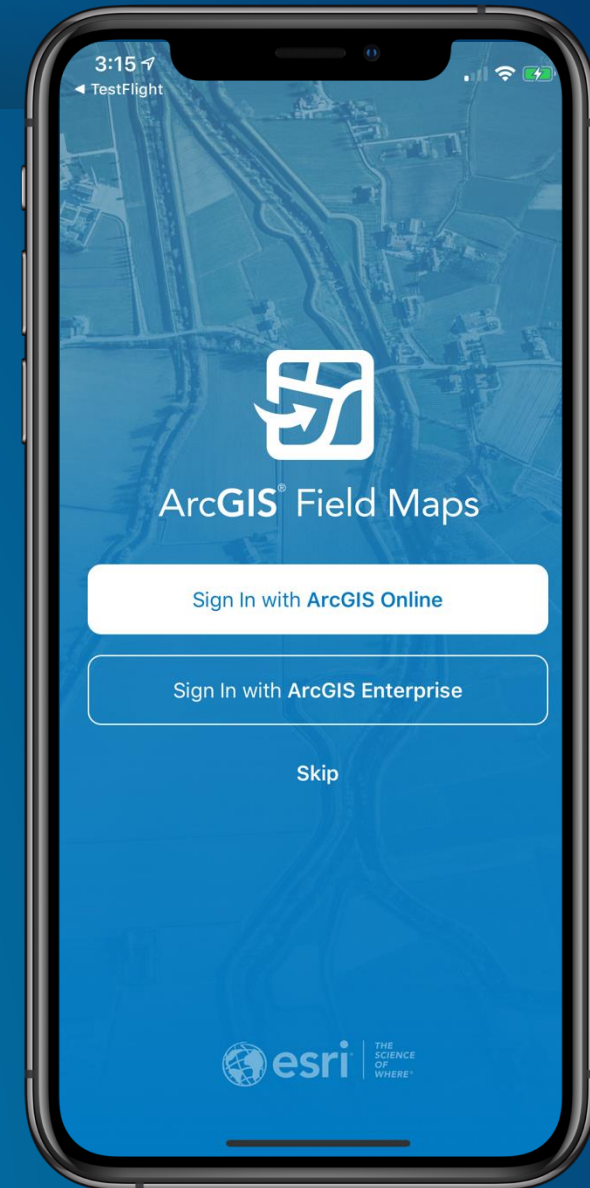 3:15
◀ TestFlight
ArcGIS® Field Maps
Sign In with ArcGIS Online
Sign In with ArcGIS Enterprise
Skip
esri®
THE
SCIENCE
OF
WHERE®